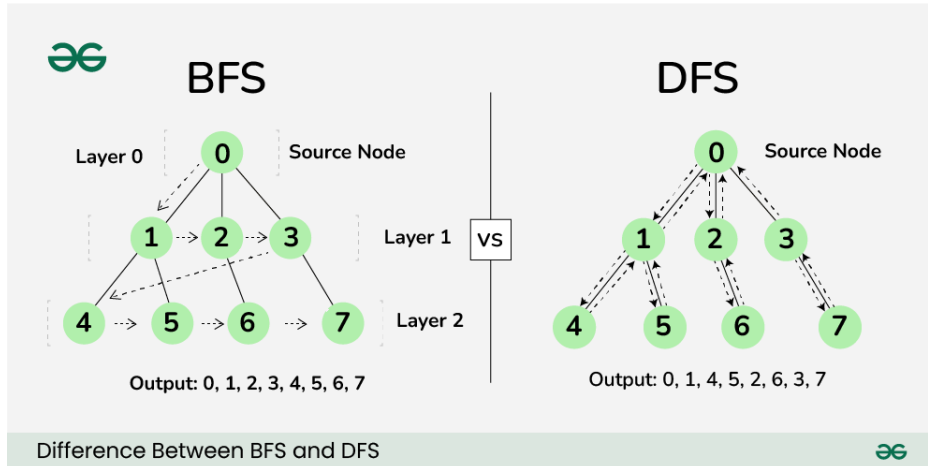 BFS
Layer 0
0
Source Node
1
2
3
Layer 1
4
5
6
7
Layer 2
Output: 0, 1, 2, 3, 4, 5, 6, 7
VS
DFS
0
Source Node
1
2
3
4
5
6
7
Output: 0, 1, 4, 5, 2, 6, 3, 7
Difference Between BFS and DFS